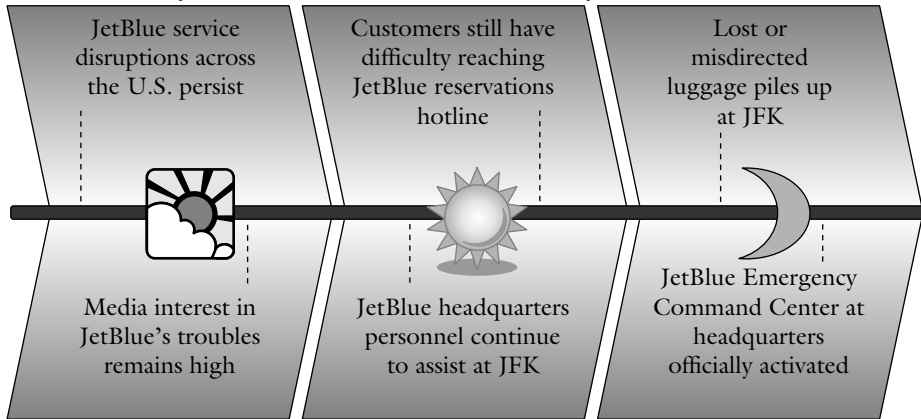 JetBlue service
disruptions across
the U.S. persist
Customers still have
difficulty reaching
JetBlue reservations
hotline
Lost or
misdirected
luggage piles up
at JFK
Media interest in
JetBlue’s troubles
remains high
JetBlue headquarters
personnel continue
to assist at JFK
JetBlue Emergency
Command Center at
headquarters
officially activated